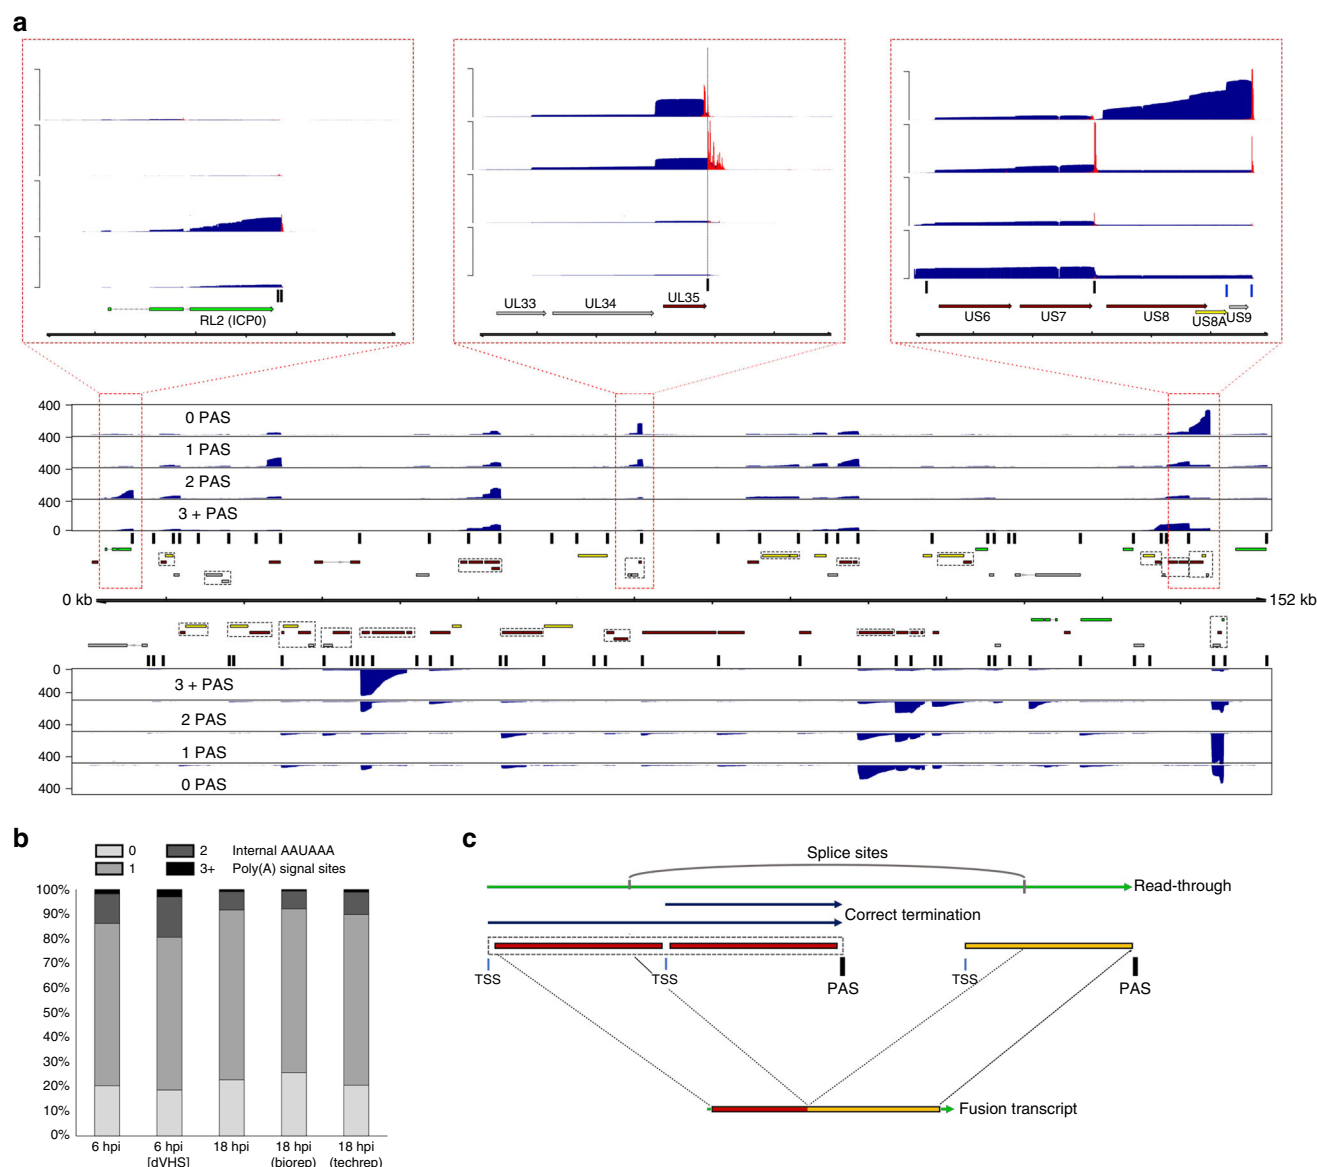 a
RL2 (ICP0)
UL33
UL34
UL35
US6
US7
US8
US8A
US9
400
0 PAS
400
1 PAS
400
2 PAS
400
3 + PAS
0
0 kb
152 kb
0
3 + PAS
400
2 PAS
400
1 PAS
400
0 PAS
400
b
0
2
Internal AAUAAA
1
3+
Poly(A) signal sites
100%
90%
80%
70%
60%
50%
40%
30%
20%
10%
0%
6 hpi
6 hpi
[dVHS]
18 hpi
18 hpi
(biorep)
18 hpi
(techrep)
c
Splice sites
Read-through
Correct termination
TSS
TSS
PAS
TSS
PAS
Fusion transcript